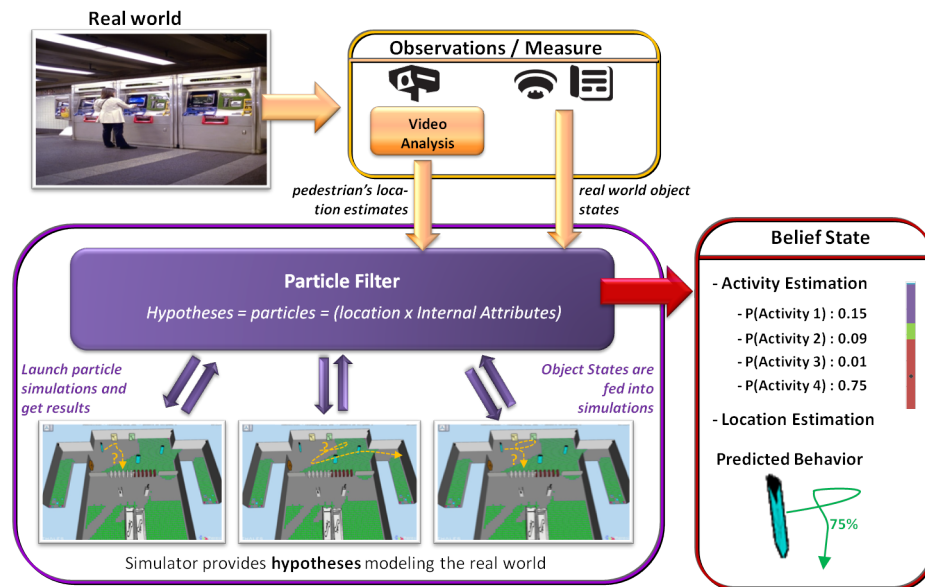 Real world
Observations / Measure
Video
Analysis
pedestrian's loca-
tion estimates
real world object
states
Particle Filter
Hypotheses = particles = (location x Internal Attributes)
Launch particle
simulations and
get results
Object States are
fed into
simulations
?
?
?
Simulator provides hypotheses modeling the real world
Belief State
- Activity Estimation
- P(Activity 1) : 0.15
- P(Activity 2) : 0.09
- P(Activity 3) : 0.01
- P(Activity 4) : 0.75
- Location Estimation
Predicted Behavior
75%